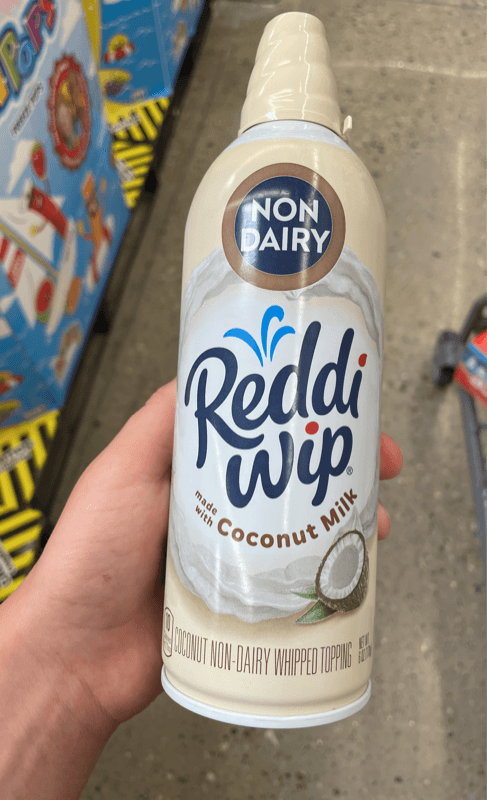 NON
DAIRY
Reddi
wip®
made
with Coconut Milk
COCONUT NON-DAIRY WHIPPED TOPPING